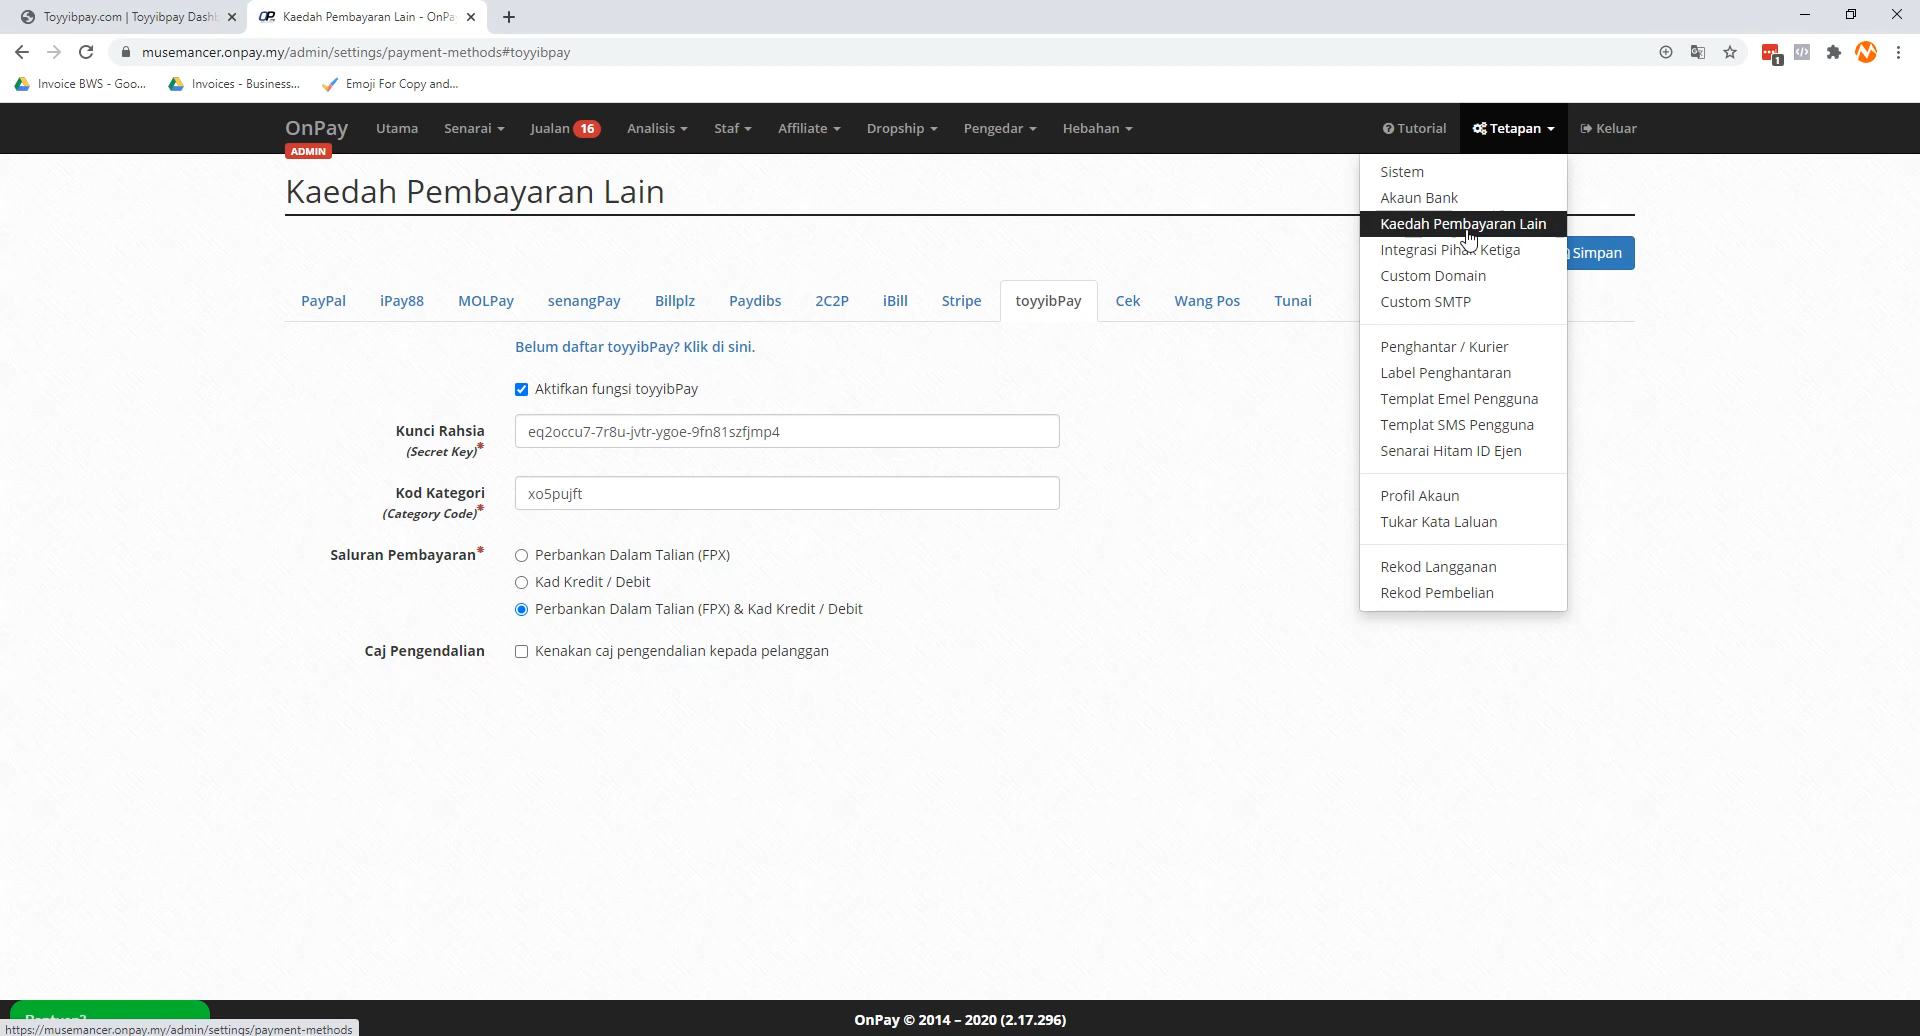 Toyyibpay.com | Toyyibpay Dashb
Kaedah Pembayaran Lain - OnPa
musemancer.onpay.my/admin/settings/payment-methods#toyyibpay
1
Invoice BWS - Goo...
Invoices - Business...
Emoji For Copy and...
OnPay
ADMIN
Utama
Senarai
Jualan 16
Analisis
Staf
Affiliate
Dropship
Pengedar
Hebahan
Tutorial
Tetapan
Keluar
Kaedah Pembayaran Lain
Simpan
Sistem
Akaun Bank
Kaedah Pembayaran Lain
Integrasi Pihak Ketiga
Custom Domain
Custom SMTP
Penghantar / Kurier
Label Penghantaran
Templat Emel Pengguna
Templat SMS Pengguna
Senarai Hitam ID Ejen
Profil Akaun
Tukar Kata Laluan
Rekod Langganan
Rekod Pembelian
PayPal
iPay88
MOLPay
senangPay
Billplz
Paydibs
2C2P
iBill
Stripe
toyyibPay
Cek
Wang Pos
Tunai
Belum daftar toyyibPay? Klik di sini.
Aktifkan fungsi toyyibPay
Kunci Rahsia
(Secret Key)*
eq2occu7-7r8u-jvtr-ygoe-9fn81szfjmp4
Kod Kategori
(Category Code)*
xo5pujft
Saluran Pembayaran*
Perbankan Dalam Talian (FPX)
Kad Kredit / Debit
Perbankan Dalam Talian (FPX) & Kad Kredit / Debit
Caj Pengendalian
Kenakan caj pengendalian kepada pelanggan
https://musemancer.onpay.my/admin/settings/payment-methods
OnPay © 2014 – 2020 (2.17.296)